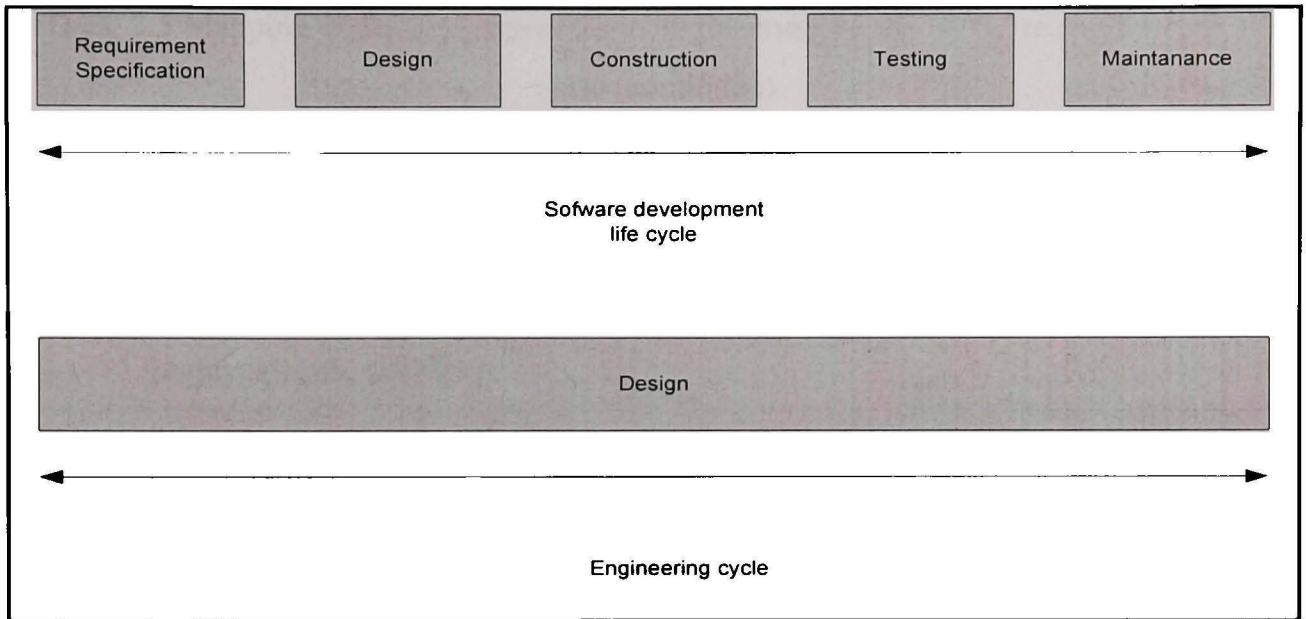 Requirement
Specification
Design
Construction
Testing
Maintanance
Sofware development
life cycle
Design
Engineering cycle